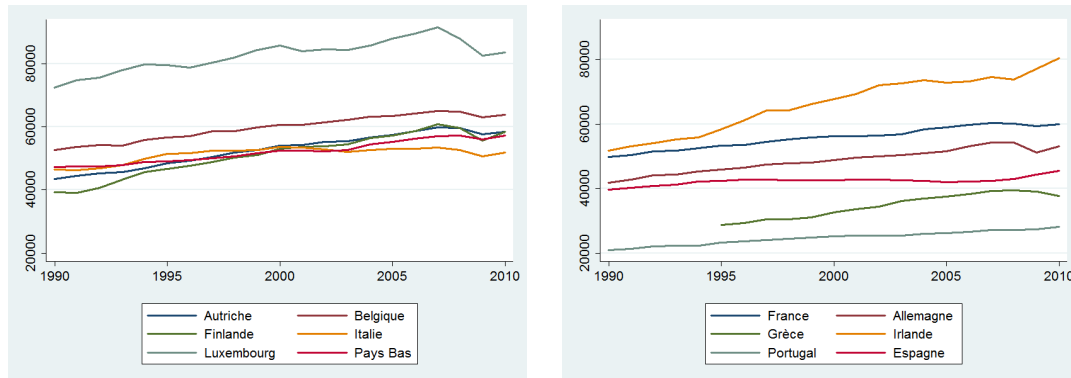 80000
60000
40000
20000
1990 1995 2000 2005 2010
Autriche Belgique
Finlande Italie
Luxembourg Pays Bas
80000
60000
40000
20000
1990 1995 2000 2005 2010
France Allemagne
Grèce Irlande
Portugal Espagne